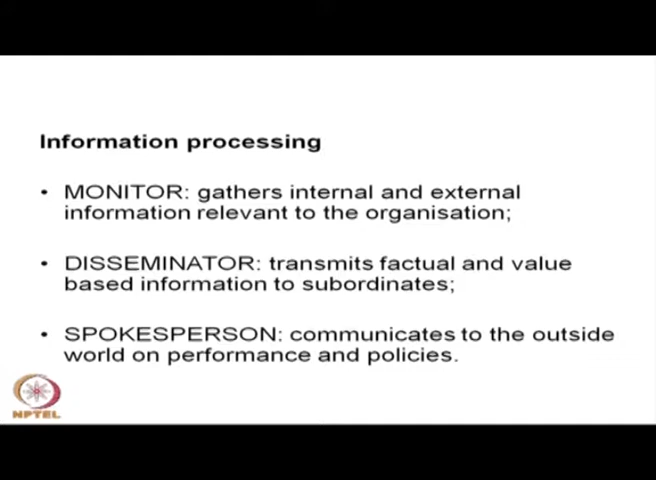 Information processing
• MONITOR: gathers internal and external
information relevant to the organisation;
• DISSEMINATOR: transmits factual and value
based information to subordinates;
• SPOKESPERSON: communicates to the outside
world on performance and policies.
NPTEL